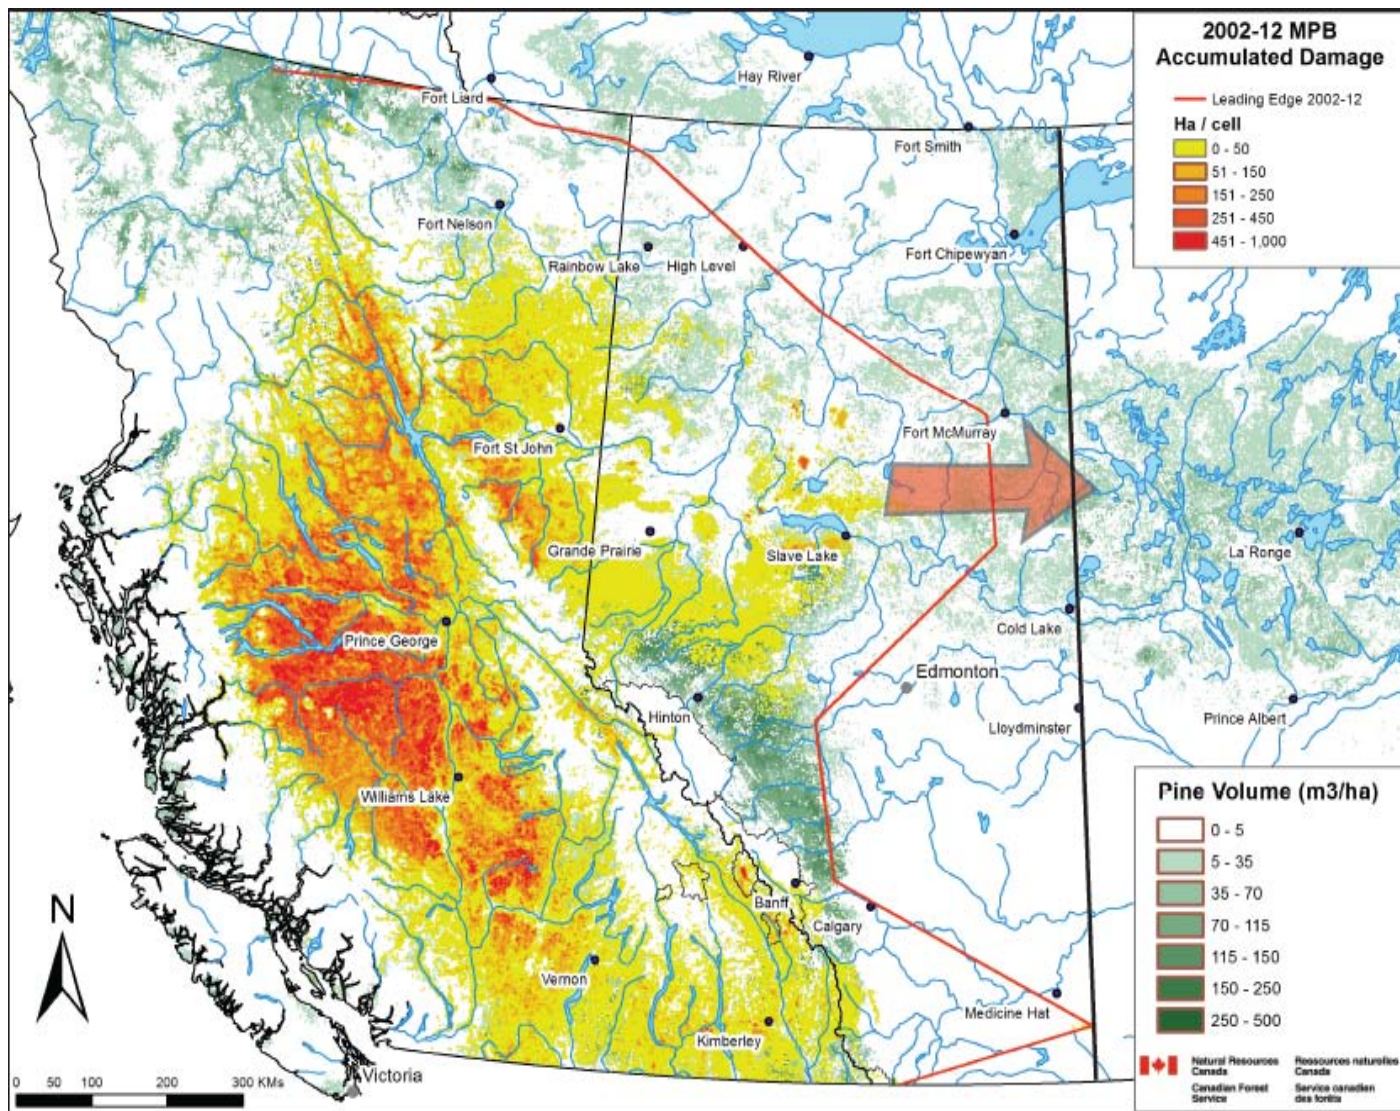 2002-12 MPB
Accumulated Damage
Leading Edge 2002-12
Ha / cell
0 - 50
51 - 150
151 - 250
251 - 450
451 - 1,000
Hay River
Fort Liard
Fort Smith
Fort Nelson
Rainbow Lake
High Level
Fort Chipewyan
Fort McMurray
Fort St John
Grande Prairie
Slave Lake
La Ronge
Prince George
Cold Lake
Edmonton
Hinton
Lloydminster
Prince Albert
Williams Lake
Banff
Calgary
Vernon
Medicine Hat
Kimberley
Victoria
N
0 50 100 200 300 KMs
Pine Volume (m3/ha)
0 - 5
5 - 35
35 - 70
70 - 115
115 - 150
150 - 250
250 - 500
Natural Resources Ressources naturelles
Canada Canada
Canadian Forest Service canadien
Service des forêts